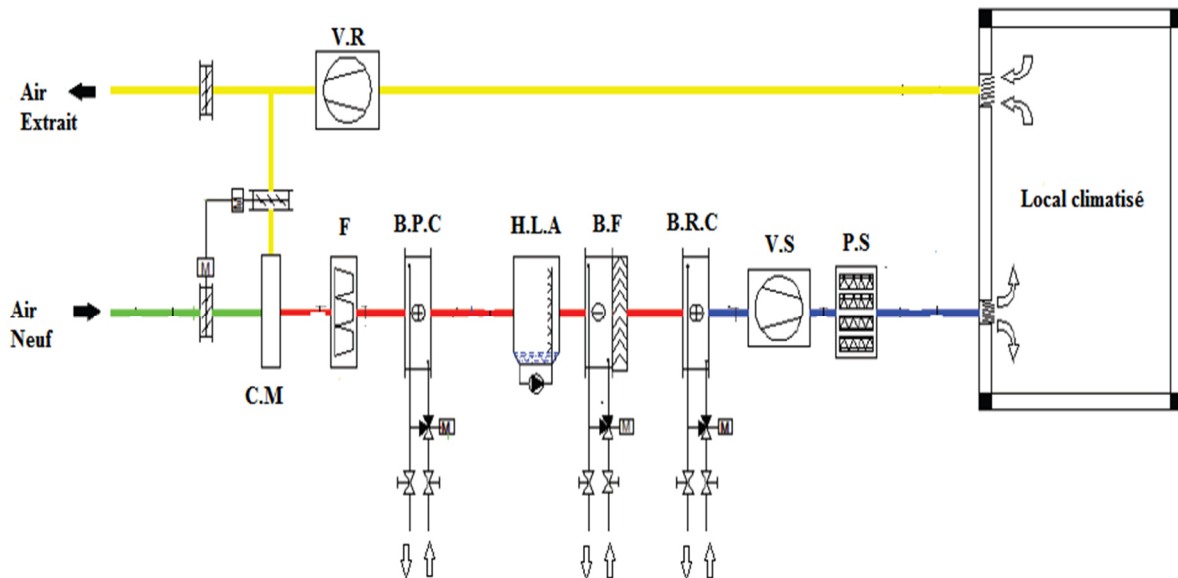 V.R
Air
Extrait
Local climatisé
M
F
B.P.C
H.L.A
B.F
B.R.C
V.S
P.S
M
Air
Neuf
C.M
M
M
M